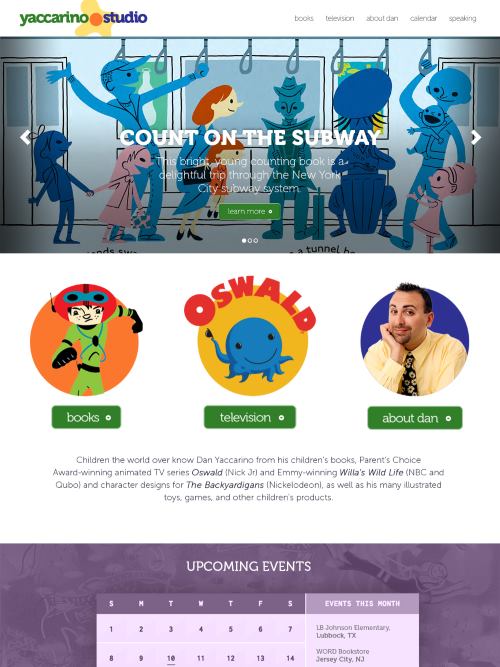 yaccarino studio
books television about dan calendar speaking
COUNT ON THE SUBWAY
This bright, young counting book is a
delightful trip through the New York
City subway system.
learn more
a tunnel
OSWALD
books
television
about dan
Children the world over know Dan Yaccarino from his children's books, Parent's Choice
Award-winning animated TV series Oswald (Nick Jr) and Emmy-winning Willa's Wild Life (NBC and
Qubo) and character designs for The Backyardigans (Nickelodeon), as well as his many illustrated
toys, games, and other children's products.
UPCOMING EVENTS
S M T W T F S EVENTS THIS MONTH
1 2 3 4 5 6 7
LB Johnson Elementary,
Lubbock, TX
8 9 10 11 12 13 14
WORD Bookstore
Jersey City, NJ